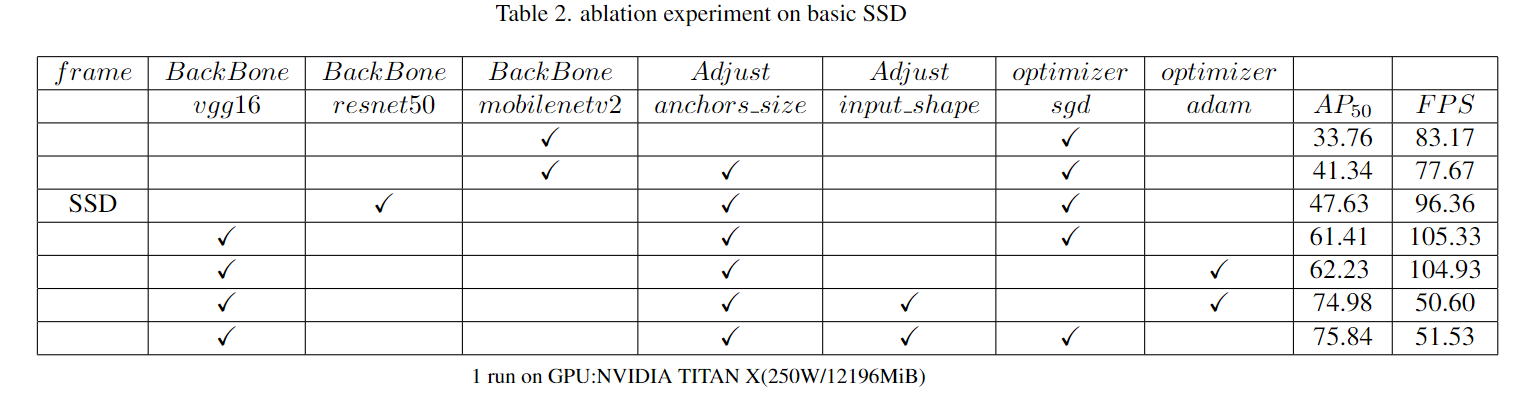 Table 2. ablation experiment on basic SSD
frame BackBone BackBone BackBone Adjust Adjust optimizer optimizer
vgg16 resnet50 mobilenetv2 anchors_size input_shape sgd adam AP50 FPS
✓ ✓ 33.76 83.17
✓ ✓ ✓ 41.34 77.67
SSD ✓ ✓ ✓ 47.63 96.36
✓ ✓ ✓ 61.41 105.33
✓ ✓ ✓ 62.23 104.93
✓ ✓ ✓ ✓ 74.98 50.60
✓ ✓ ✓ ✓ 75.84 51.53
1 run on GPU:NVIDIA TITAN X(250W/12196MiB)